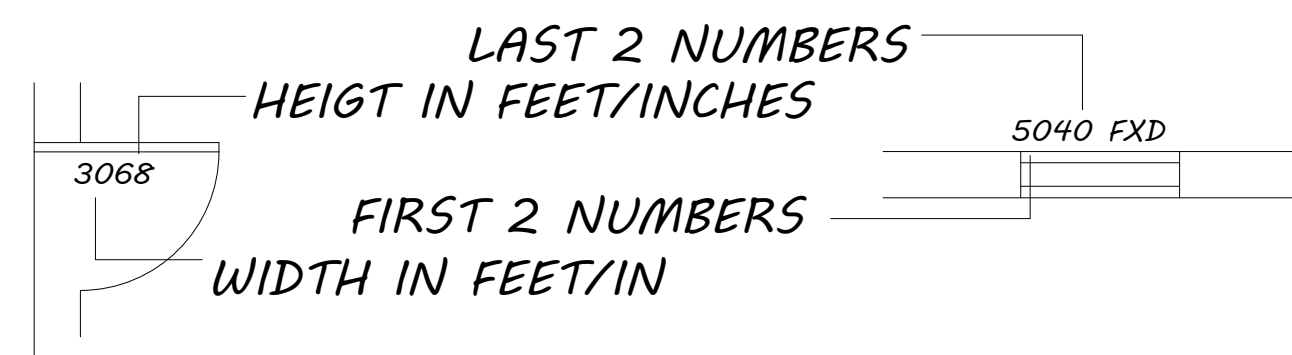 LAST 2 NUMBERS
HEIGT IN FEET/INCHES
5040 FXD
3068
FIRST 2 NUMBERS
WIDTH IN FEET/IN